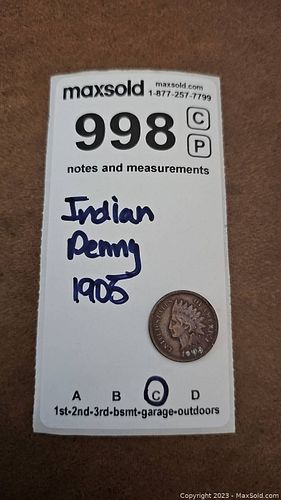 maxsold maxsold.com
1-877-257-7799
998 C
P
notes and measurements
Indian
Penny
1905
A B C D
1st-2nd-3rd-bsmt-garage-outdoors
Copyright 2023 - MaxSold.com